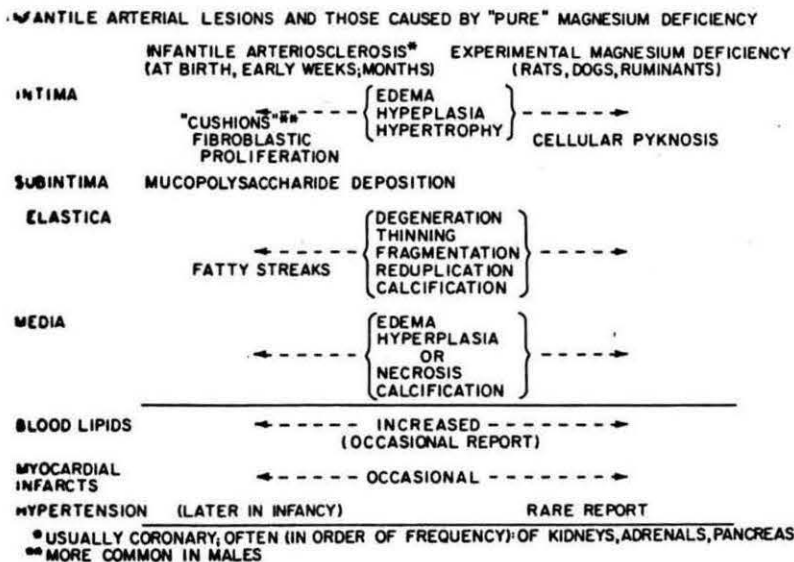 INFANTILE ARTERIAL LESIONS AND THOSE CAUSED BY "PURE" MAGNESIUM DEFICIENCY
INFANTILE ARTERIOSCLEROSIS* EXPERIMENTAL MAGNESIUM DEFICIENCY
(AT BIRTH, EARLY WEEKS; MONTHS) (RATS, DOGS, RUMINANTS)
INTIMA
EDEMA
"CUSHIONS"** HYPEPLASIA
FIBROBLASTIC HYPERTROPHY
PROLIFERATION CELLULAR PYKNOSIS
SUBINTIMA MUCOPOLYSACCHARIDE DEPOSITION
ELASTICA DEGENERATION
THINNING
FRAGMENTATION
FATTY STREAKS REDUPLICATION
CALCIFICATION
MEDIA EDEMA
HYPERPLASIA
OR
NECROSIS
CALCIFICATION
BLOOD LIPIDS INCREASED
(OCCASIONAL REPORT)
MYOCARDIAL
INFARCTS OCCASIONAL
HYPERTENSION (LATER IN INFANCY) RARE REPORT
* USUALLY CORONARY; OFTEN (IN ORDER OF FREQUENCY): OF KIDNEYS, ADRENALS, PANCREAS
** MORE COMMON IN MALES